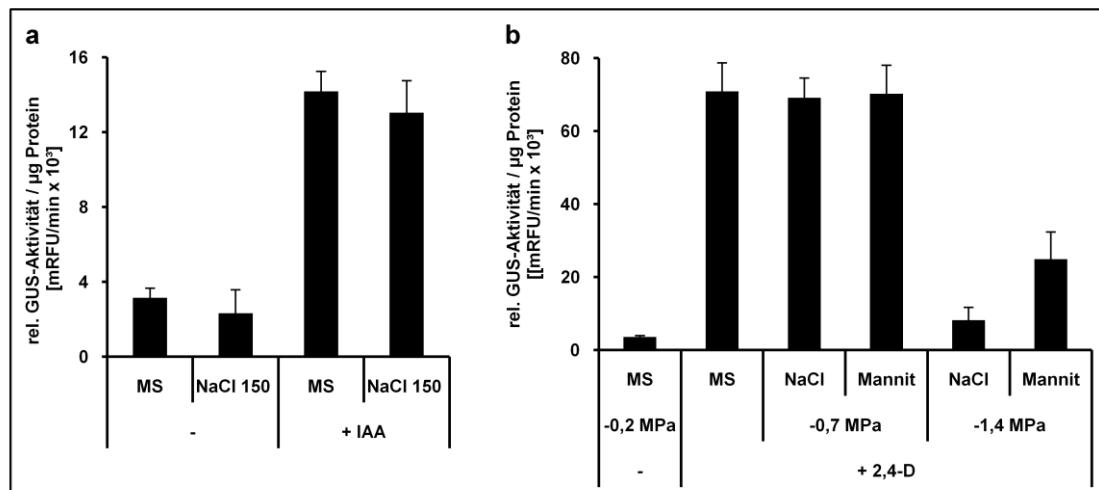 a
rel. GUS-Aktivität / µg Protein
[mRFU/min x 10³]
16
12
8
4
0
MS
NaCl 150
MS
NaCl 150
-
+ IAA
b
rel. GUS-Aktivität / µg Protein
[[mRFU/min x 10³]
80
60
40
20
0
MS
MS
NaCl
Mannit
NaCl
Mannit
-0,2 MPa
-0,7 MPa
-1,4 MPa
-
+ 2,4-D